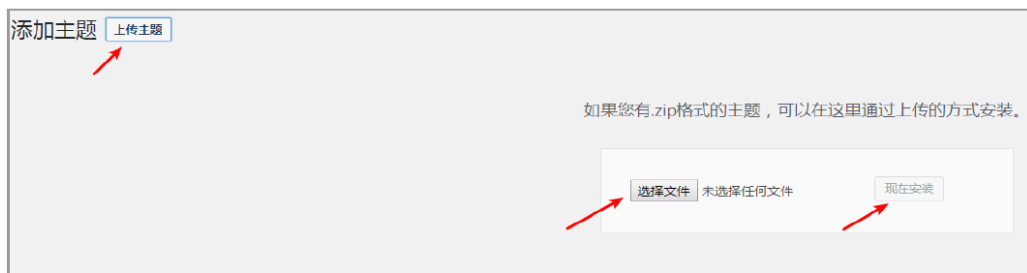 添加主题 上传主题
如果您有.zip格式的主题，可以在这里通过上传的方式安装。
选择文件 未选择任何文件 现在安装